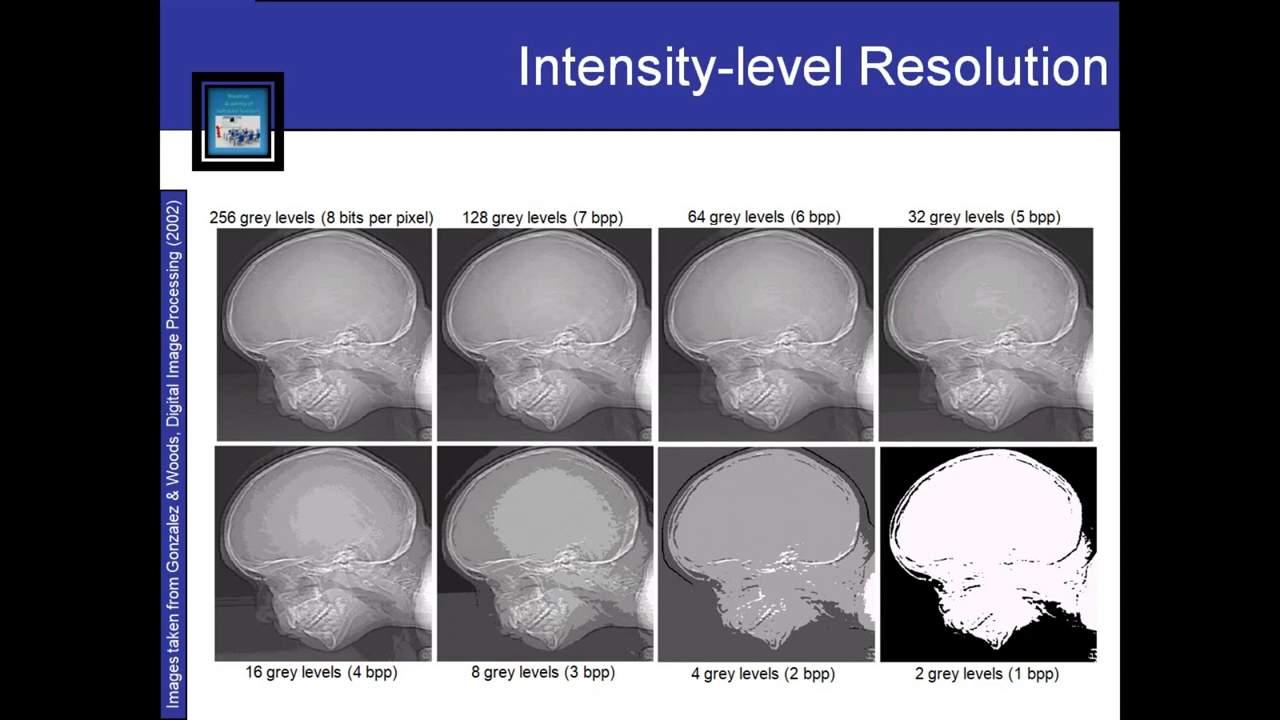 Intensity-level Resolution
Academy of
Images taken from Gonzalez & Woods, Digital Image Processing (2002)
256 grey levels (8 bits per pixel)
128 grey levels (7 bpp)
64 grey levels (6 bpp)
32 grey levels (5 bpp)
16 grey levels (4 bpp)
8 grey levels (3 bpp)
4 grey levels (2 bpp)
2 grey levels (1 bpp)